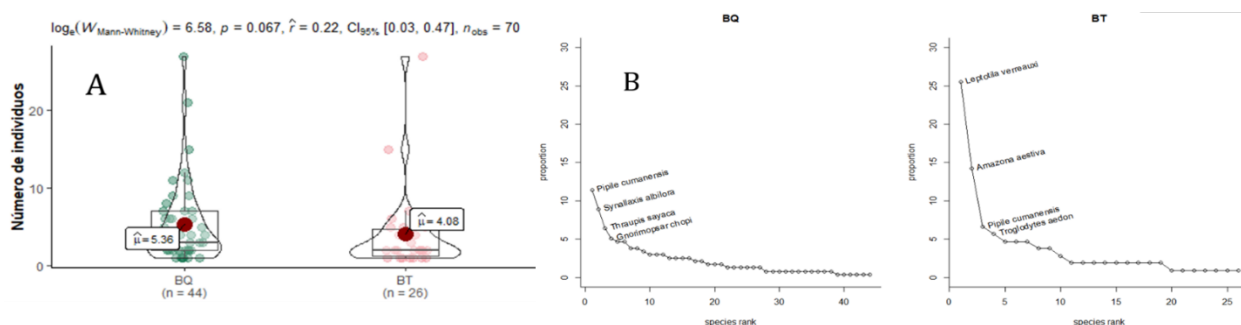 logₑ(W Mann-Whitney) = 6.58, p = 0.067, r̂ = 0.22, CI95% [0.03, 0.47], nobs = 70
A
Número de individuos
20
10
0
μ̂ = 5.36
μ̂ = 4.08
BQ
(n = 44)
BT
(n = 26)
BQ
B
proportion
30
25
20
15
10
5
0
Pipile cumanensis
Synallaxis albilora
Thraupis sayaca
Gnorimopsar chopi
0 10 20 30 40
species rank
BT
proportion
30
25
20
15
10
5
0
Leptotila verreauxi
Amazona aestiva
Pipile cumanensis
Troglodytes aedon
0 5 10 15 20 25
species rank